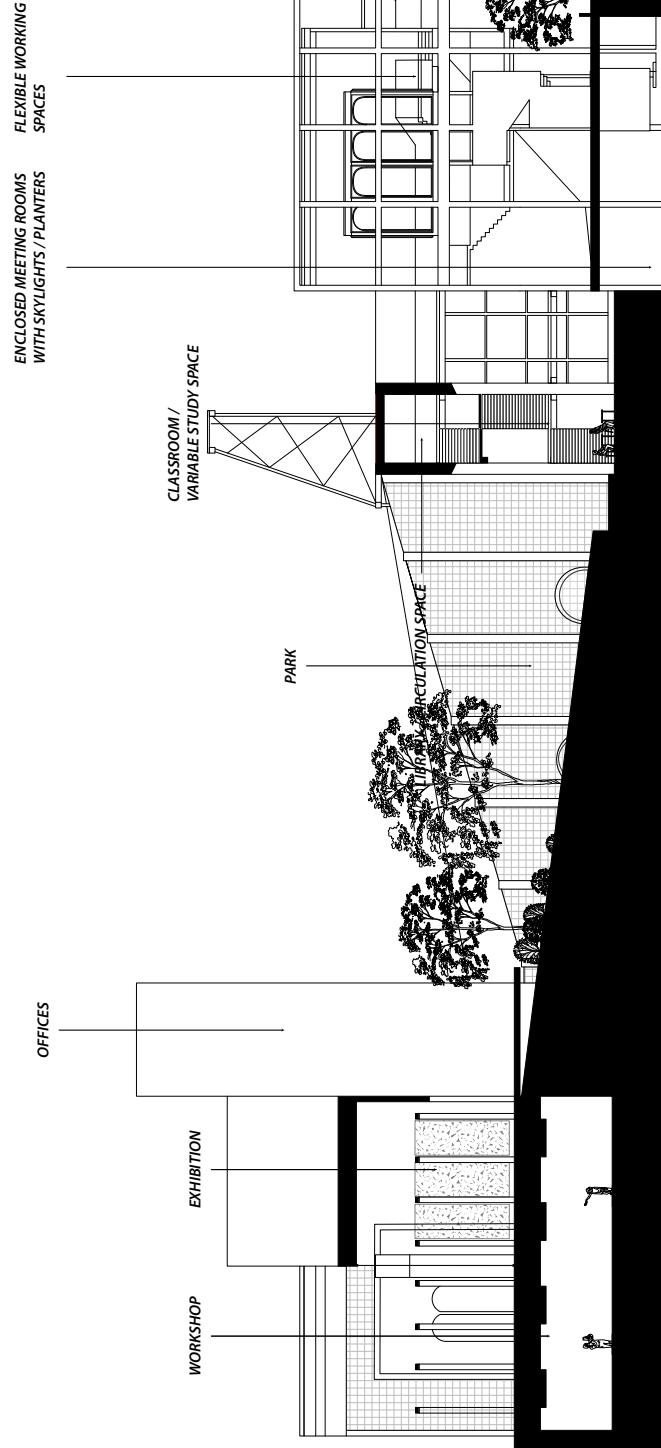 WORKSHOP
EXHIBITION
OFFICES
PARK
LIBRARY / CIRCULATION SPACE
CLASSROOM /
VARIABLE STUDY SPACE
ENCLOSED MEETING ROOMS
WITH SKYLIGHTS / PLANTERS
FLEXIBLE WORKING
SPACES